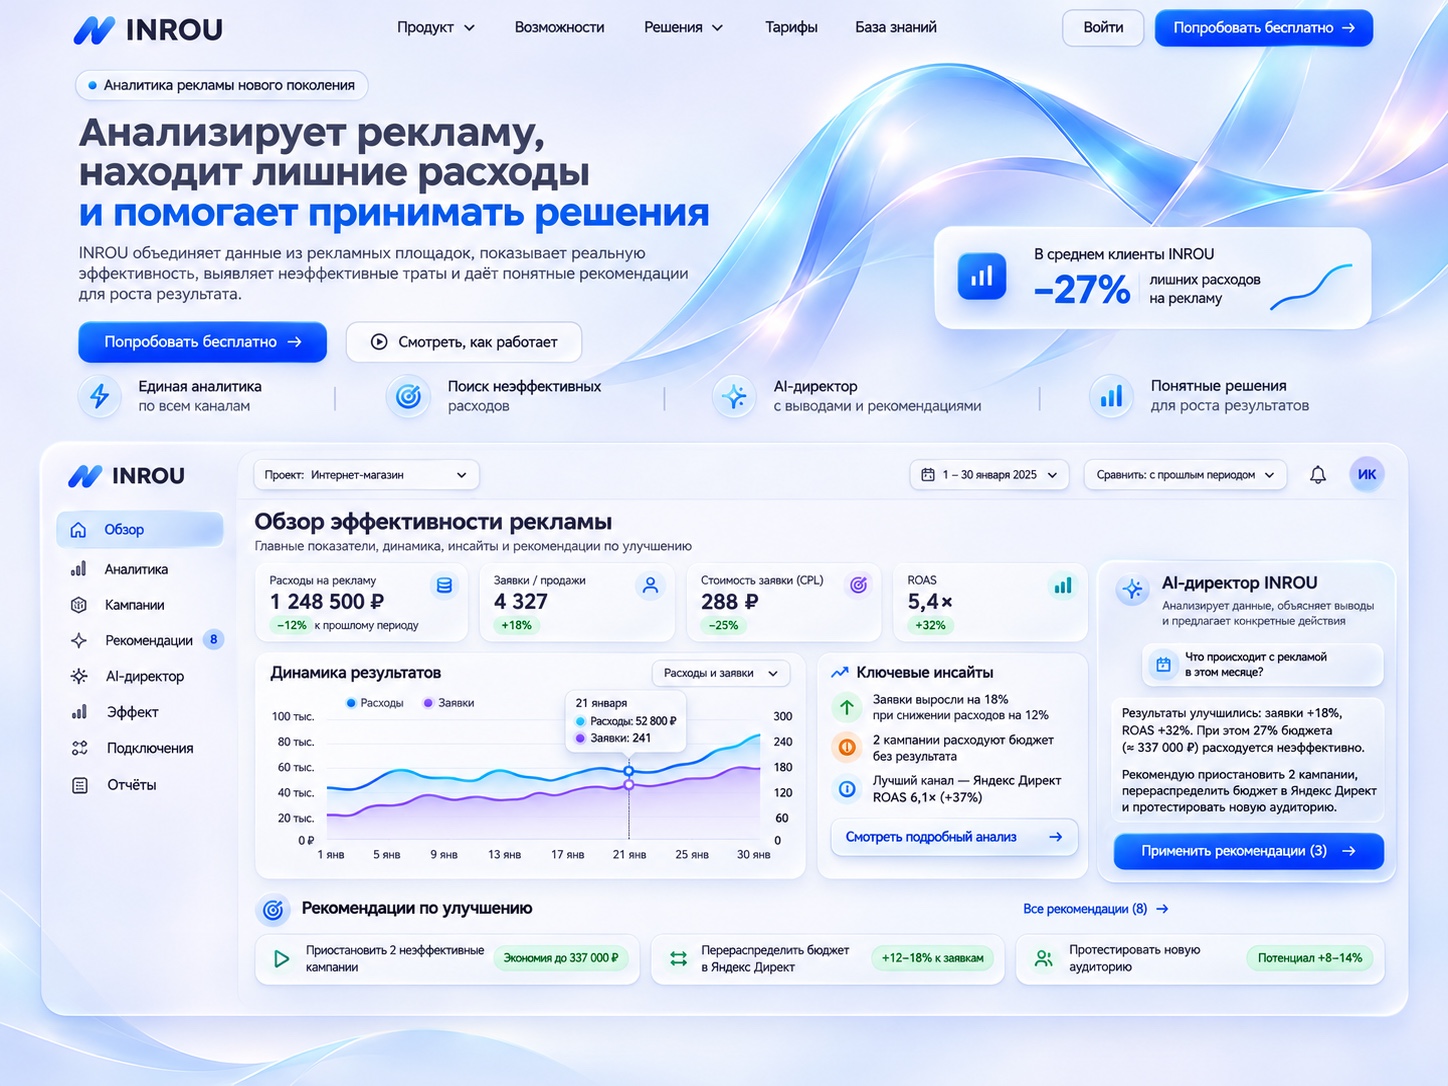 INROU
Продукт
Возможности
Решения
Тарифы
База знаний
Войти
Попробовать бесплатно →
Аналитика рекламы нового поколения
Анализирует рекламу,
находит лишние расходы
и помогает принимать решения
INROU объединяет данные из рекламных площадок, показывает реальную
эффективность, выявляет неэффективные траты и даёт понятные рекомендации
для роста результата.
Попробовать бесплатно →
Смотреть, как работает
В среднем клиенты INROU
−27%
лишних расходов
на рекламу
Единая аналитика
по всем каналам
Поиск неэффективных
расходов
AI-директор
с выводами и рекомендациями
Понятные решения
для роста результатов
INROU
Проект: Интернет-магазин
1 – 30 января 2025
Сравнить: с прошлым периодом
ИК
Обзор
Аналитика
Кампании
Рекомендации 8
AI-директор
Эффект
Подключения
Отчёты
Обзор эффективности рекламы
Главные показатели, динамика, инсайты и рекомендации по улучшению
Расходы на рекламу
1 248 500 ₽
−12% к прошлому периоду
Заявки / продажи
4 327
+18%
Стоимость заявки (CPL)
288 ₽
−25%
ROAS
5,4×
+32%
Динамика результатов
Расходы и заявки
Расходы
Заявки
100 тыс.
80 тыс.
60 тыс.
40 тыс.
20 тыс.
0 ₽
300
240
180
120
60
0
21 января
Расходы: 52 800 ₽
Заявки: 241
1 янв
5 янв
9 янв
13 янв
17 янв
21 янв
25 янв
30 янв
Ключевые инсайты
Заявки выросли на 18%
при снижении расходов на 12%
2 кампании расходуют бюджет
без результата
Лучший канал — Яндекс Директ
ROAS 6,1× (+37%)
Смотреть подробный анализ →
AI-директор INROU
Анализирует данные, объясняет выводы
и предлагает конкретные действия
Что происходит с рекламой
в этом месяце?
Результаты улучшились: заявки +18%,
ROAS +32%. При этом 27% бюджета
(≈ 337 000 ₽) расходуется неэффективно.
Рекомендую приостановить 2 кампании,
перераспределить бюджет в Яндекс Директ
и протестировать новую аудиторию.
Применить рекомендации (3) →
Рекомендации по улучшению
Все рекомендации (8) →
Приостановить 2 неэффективные
кампании
Экономия до 337 000 ₽
Перераспределить бюджет
в Яндекс Директ
+12–18% к заявкам
Протестировать новую
аудиторию
Потенциал +8–14%